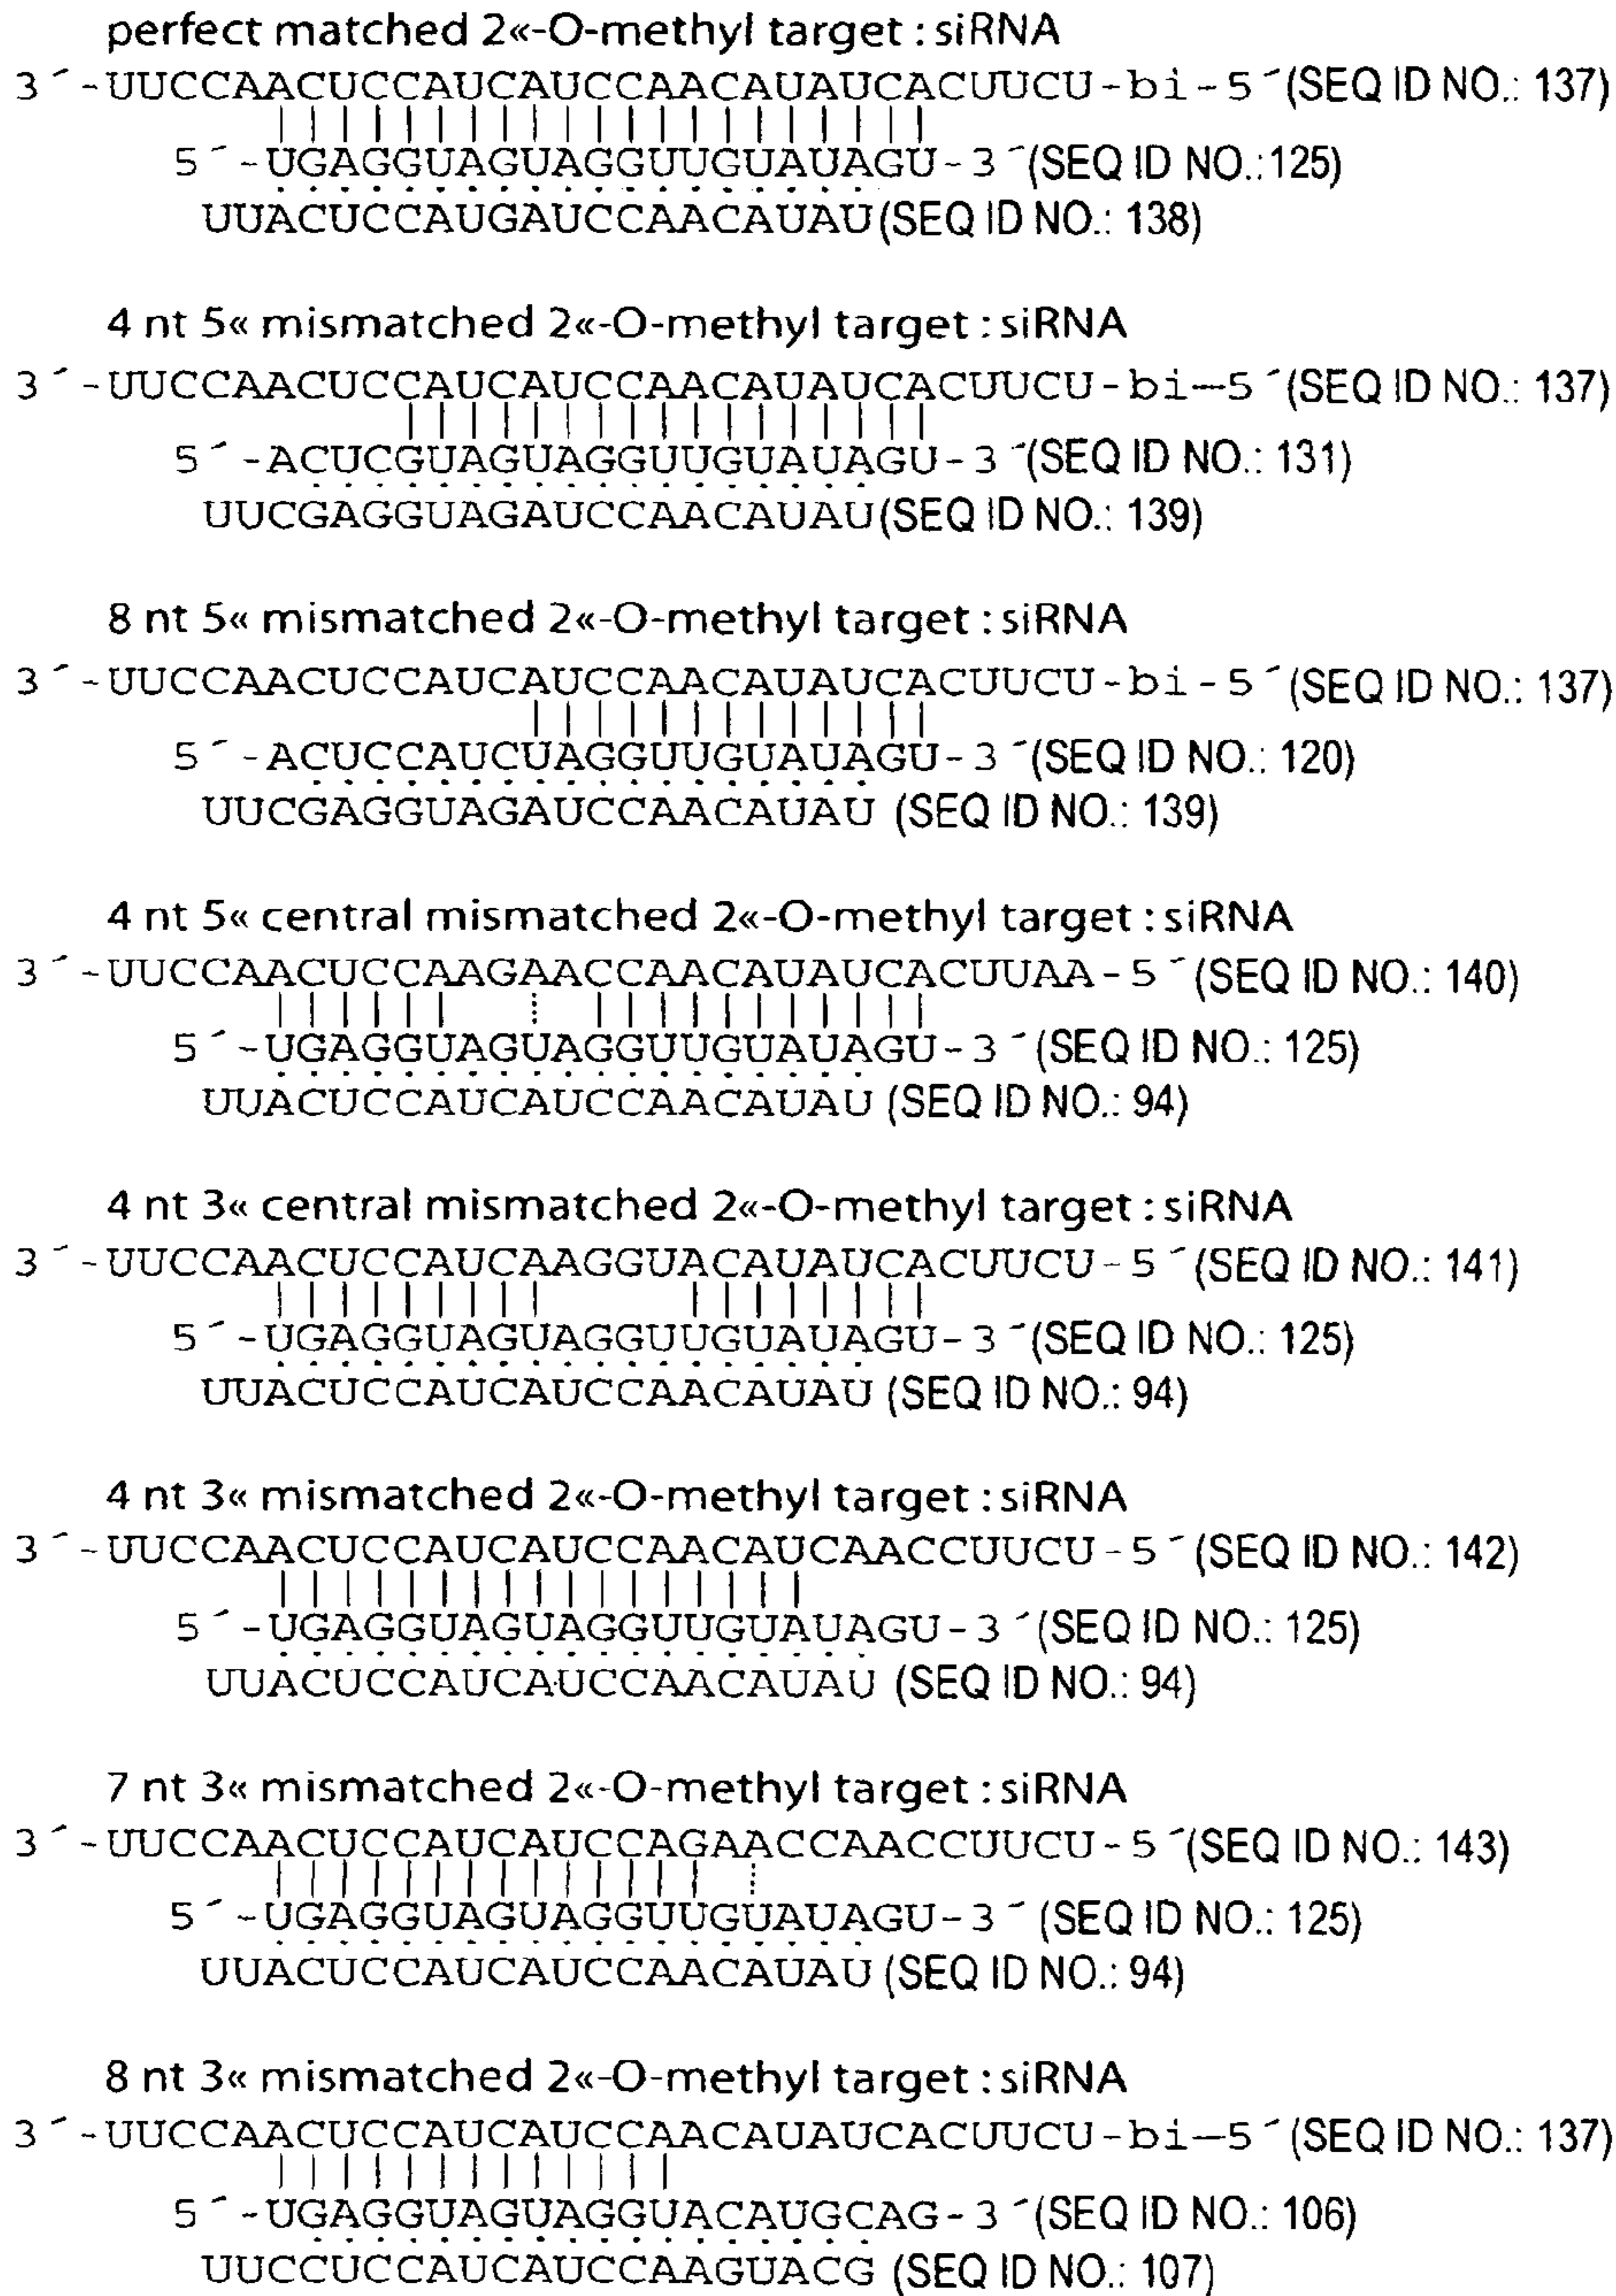 perfect matched 2«-O-methyl target : siRNA
3´-UUCCAACUCCAUCAUCCAACAUAUCACUUCU-bi-5´(SEQ ID NO.: 137)
5´-UGAGGUAGUAGGUUGUAUAGU-3´(SEQ ID NO.:125)
UUACUCCAUGAUCCAACAUAU(SEQ ID NO.: 138)
4 nt 5« mismatched 2«-O-methyl target : siRNA
3´-UUCCAACUCCAUCAUCCAACAUAUCACUUCU-bi—5´(SEQ ID NO.: 137)
5´-ACUCGUAGUAGGUUGUAUAGU-3´(SEQ ID NO.: 131)
UUCGAGGUAGAUCCAACAUAU(SEQ ID NO.: 139)
8 nt 5« mismatched 2«-O-methyl target : siRNA
3´-UUCCAACUCCAUCAUCCAACAUAUCACUUCU-bi-5´(SEQ ID NO.: 137)
5´-ACUCCAUCUAGGUUGUAUAGU-3´(SEQ ID NO.: 120)
UUCGAGGUAGAUCCAACAUAU (SEQ ID NO.: 139)
4 nt 5« central mismatched 2«-O-methyl target : siRNA
3´-UUCCAACUCCAAGAACCAACAUAUCACUUAA-5´(SEQ ID NO.: 140)
5´-UGAGGUAGUAGGUUGUAUAGU-3´(SEQ ID NO.: 125)
UUACUCCAUCAUCCAACAUAU (SEQ ID NO.: 94)
4 nt 3« central mismatched 2«-O-methyl target : siRNA
3´-UUCCAACUCCAUCAAGGUACAUAUCACUUCU-5´(SEQ ID NO.: 141)
5´-UGAGGUAGUAGGUUGUAUAGU-3´(SEQ ID NO.: 125)
UUACUCCAUCAUCCAACAUAU (SEQ ID NO.: 94)
4 nt 3« mismatched 2«-O-methyl target : siRNA
3´-UUCCAACUCCAUCAUCCAACAUCAACCUUCU-5´(SEQ ID NO.: 142)
5´-UGAGGUAGUAGGUUGUAUAGU-3´(SEQ ID NO.: 125)
UUACUCCAUCAUCCAACAUAU (SEQ ID NO.: 94)
7 nt 3« mismatched 2«-O-methyl target : siRNA
3´-UUCCAACUCCAUCAUCCAGAACCAACCUUCU-5´(SEQ ID NO.: 143)
5´-UGAGGUAGUAGGUUGUAUAGU-3´(SEQ ID NO.: 125)
UUACUCCAUCAUCCAACAUAU (SEQ ID NO.: 94)
8 nt 3« mismatched 2«-O-methyl target : siRNA
3´-UUCCAACUCCAUCAUCCAACAUAUCACUUCU-bi—5´(SEQ ID NO.: 137)
5´-UGAGGUAGUAGGUACAUGCAG-3´(SEQ ID NO.: 106)
UUCCUCCAUCAUCCAAGUACG (SEQ ID NO.: 107)